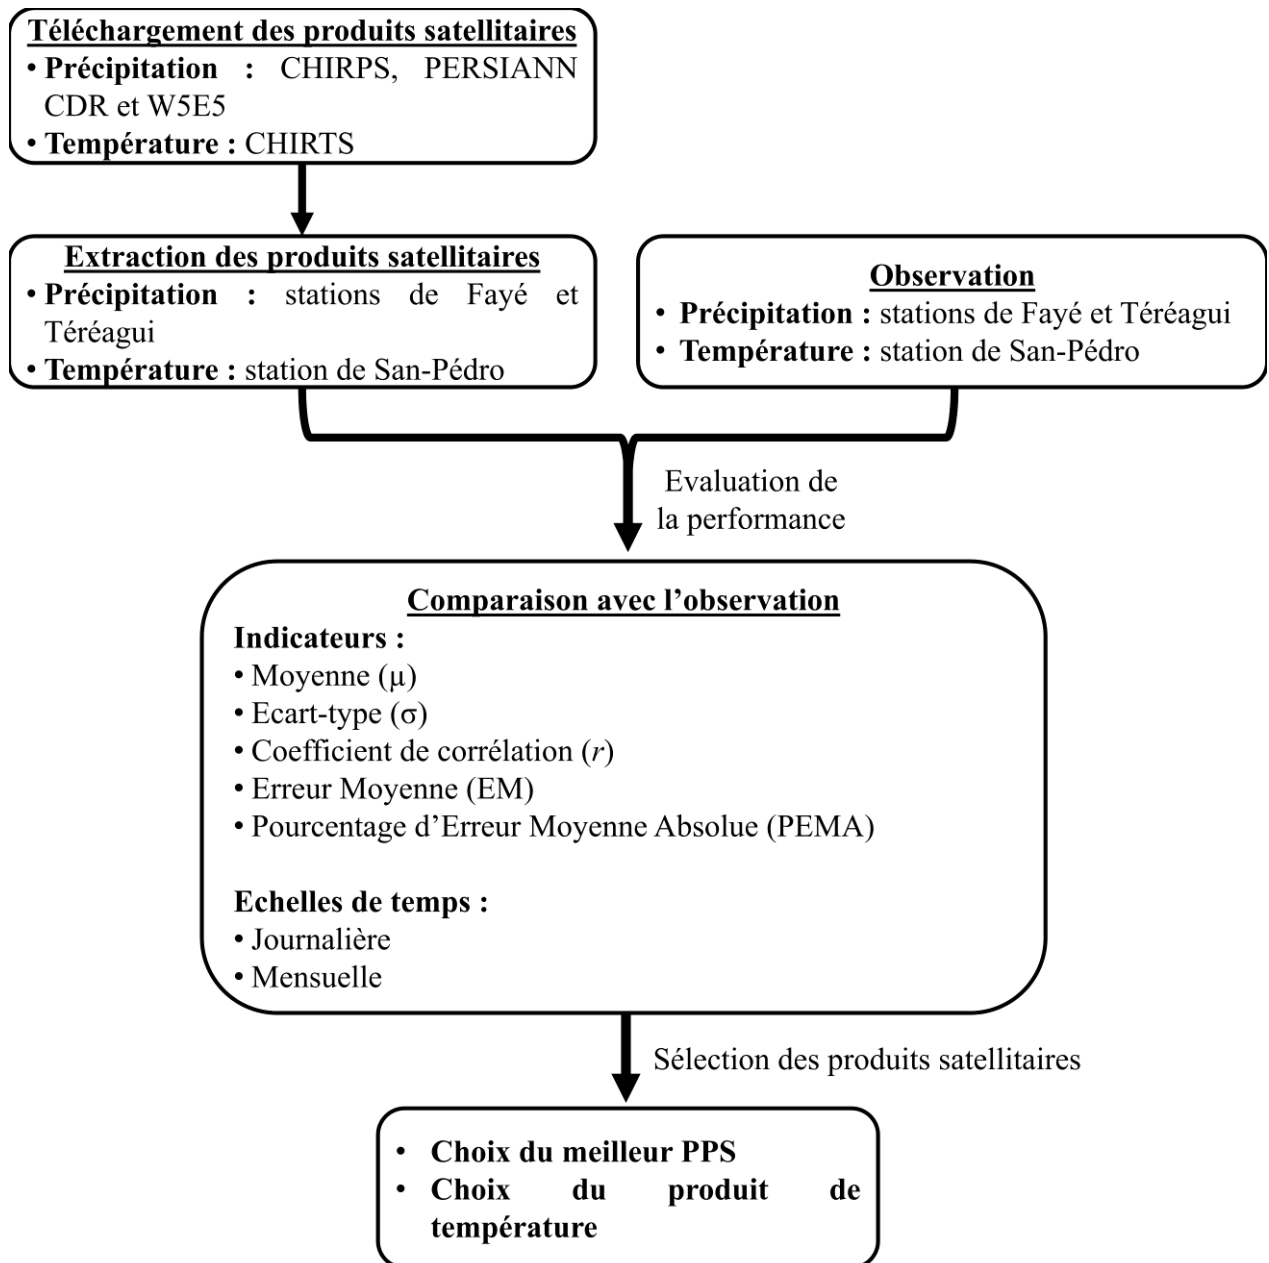 Téléchargement des produits satellitaires
• Précipitation : CHIRPS, PERSIANN
CDR et W5E5
• Température : CHIRTS
Extraction des produits satellitaires
• Précipitation : stations de Fayé et
Téréagui
• Température : station de San-Pédro
Observation
• Précipitation : stations de Fayé et Téréagui
• Température : station de San-Pédro
Evaluation de
la performance
Comparaison avec l’observation
Indicateurs :
• Moyenne (μ)
• Ecart-type (σ)
• Coefficient de corrélation (r)
• Erreur Moyenne (EM)
• Pourcentage d’Erreur Moyenne Absolue (PEMA)
Echelles de temps :
• Journalière
• Mensuelle
Sélection des produits satellitaires
• Choix du meilleur PPS
• Choix du produit de
température